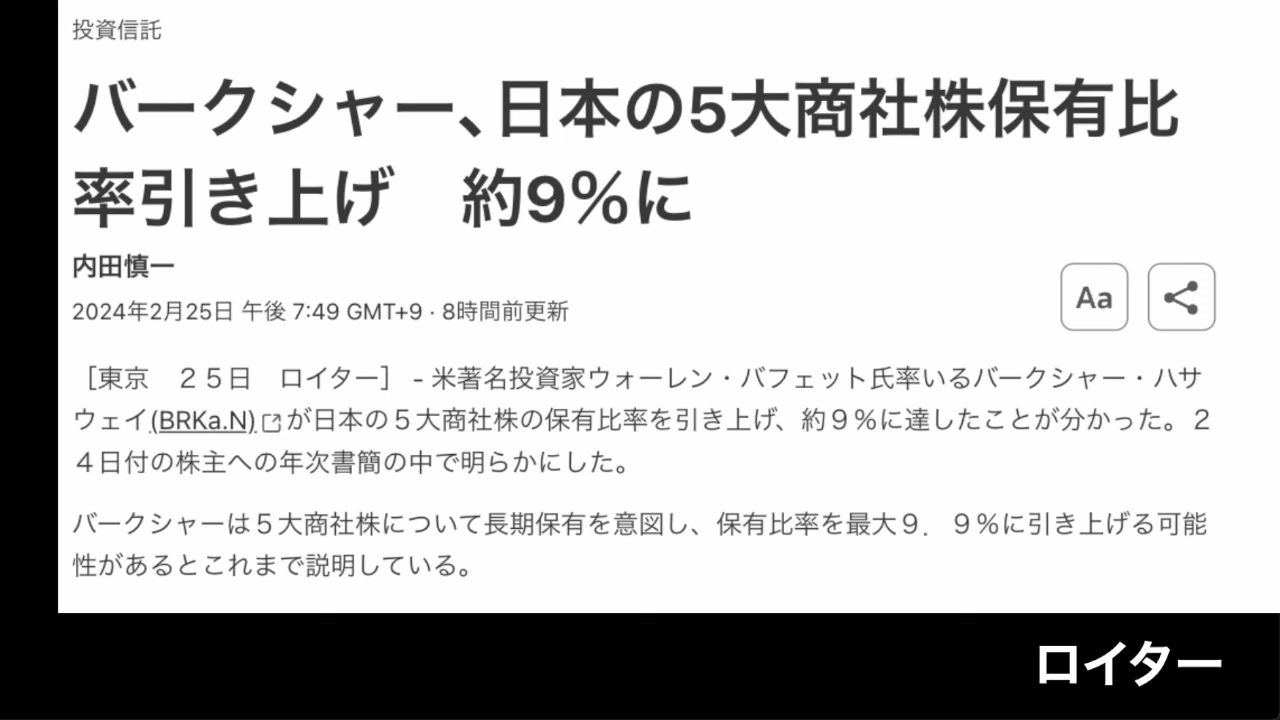 投資信託
バークシャー、日本の5大商社株保有比
率引き上げ　約9%に
内田慎一
2024年2月25日 午後 7:49 GMT+9 · 8時間前更新
Aa
［東京　２５日　ロイター］ - 米著名投資家ウォーレン・バフェット氏率いるバークシャー・ハサ
ウェイ(BRKa.N)が日本の５大商社株の保有比率を引き上げ、約９％に達したことが分かった。２
４日付の株主への年次書簡の中で明らかにした。
バークシャーは５大商社株について長期保有を意図し、保有比率を最大９．９％に引き上げる可能
性があるとこれまで説明している。
ロイター